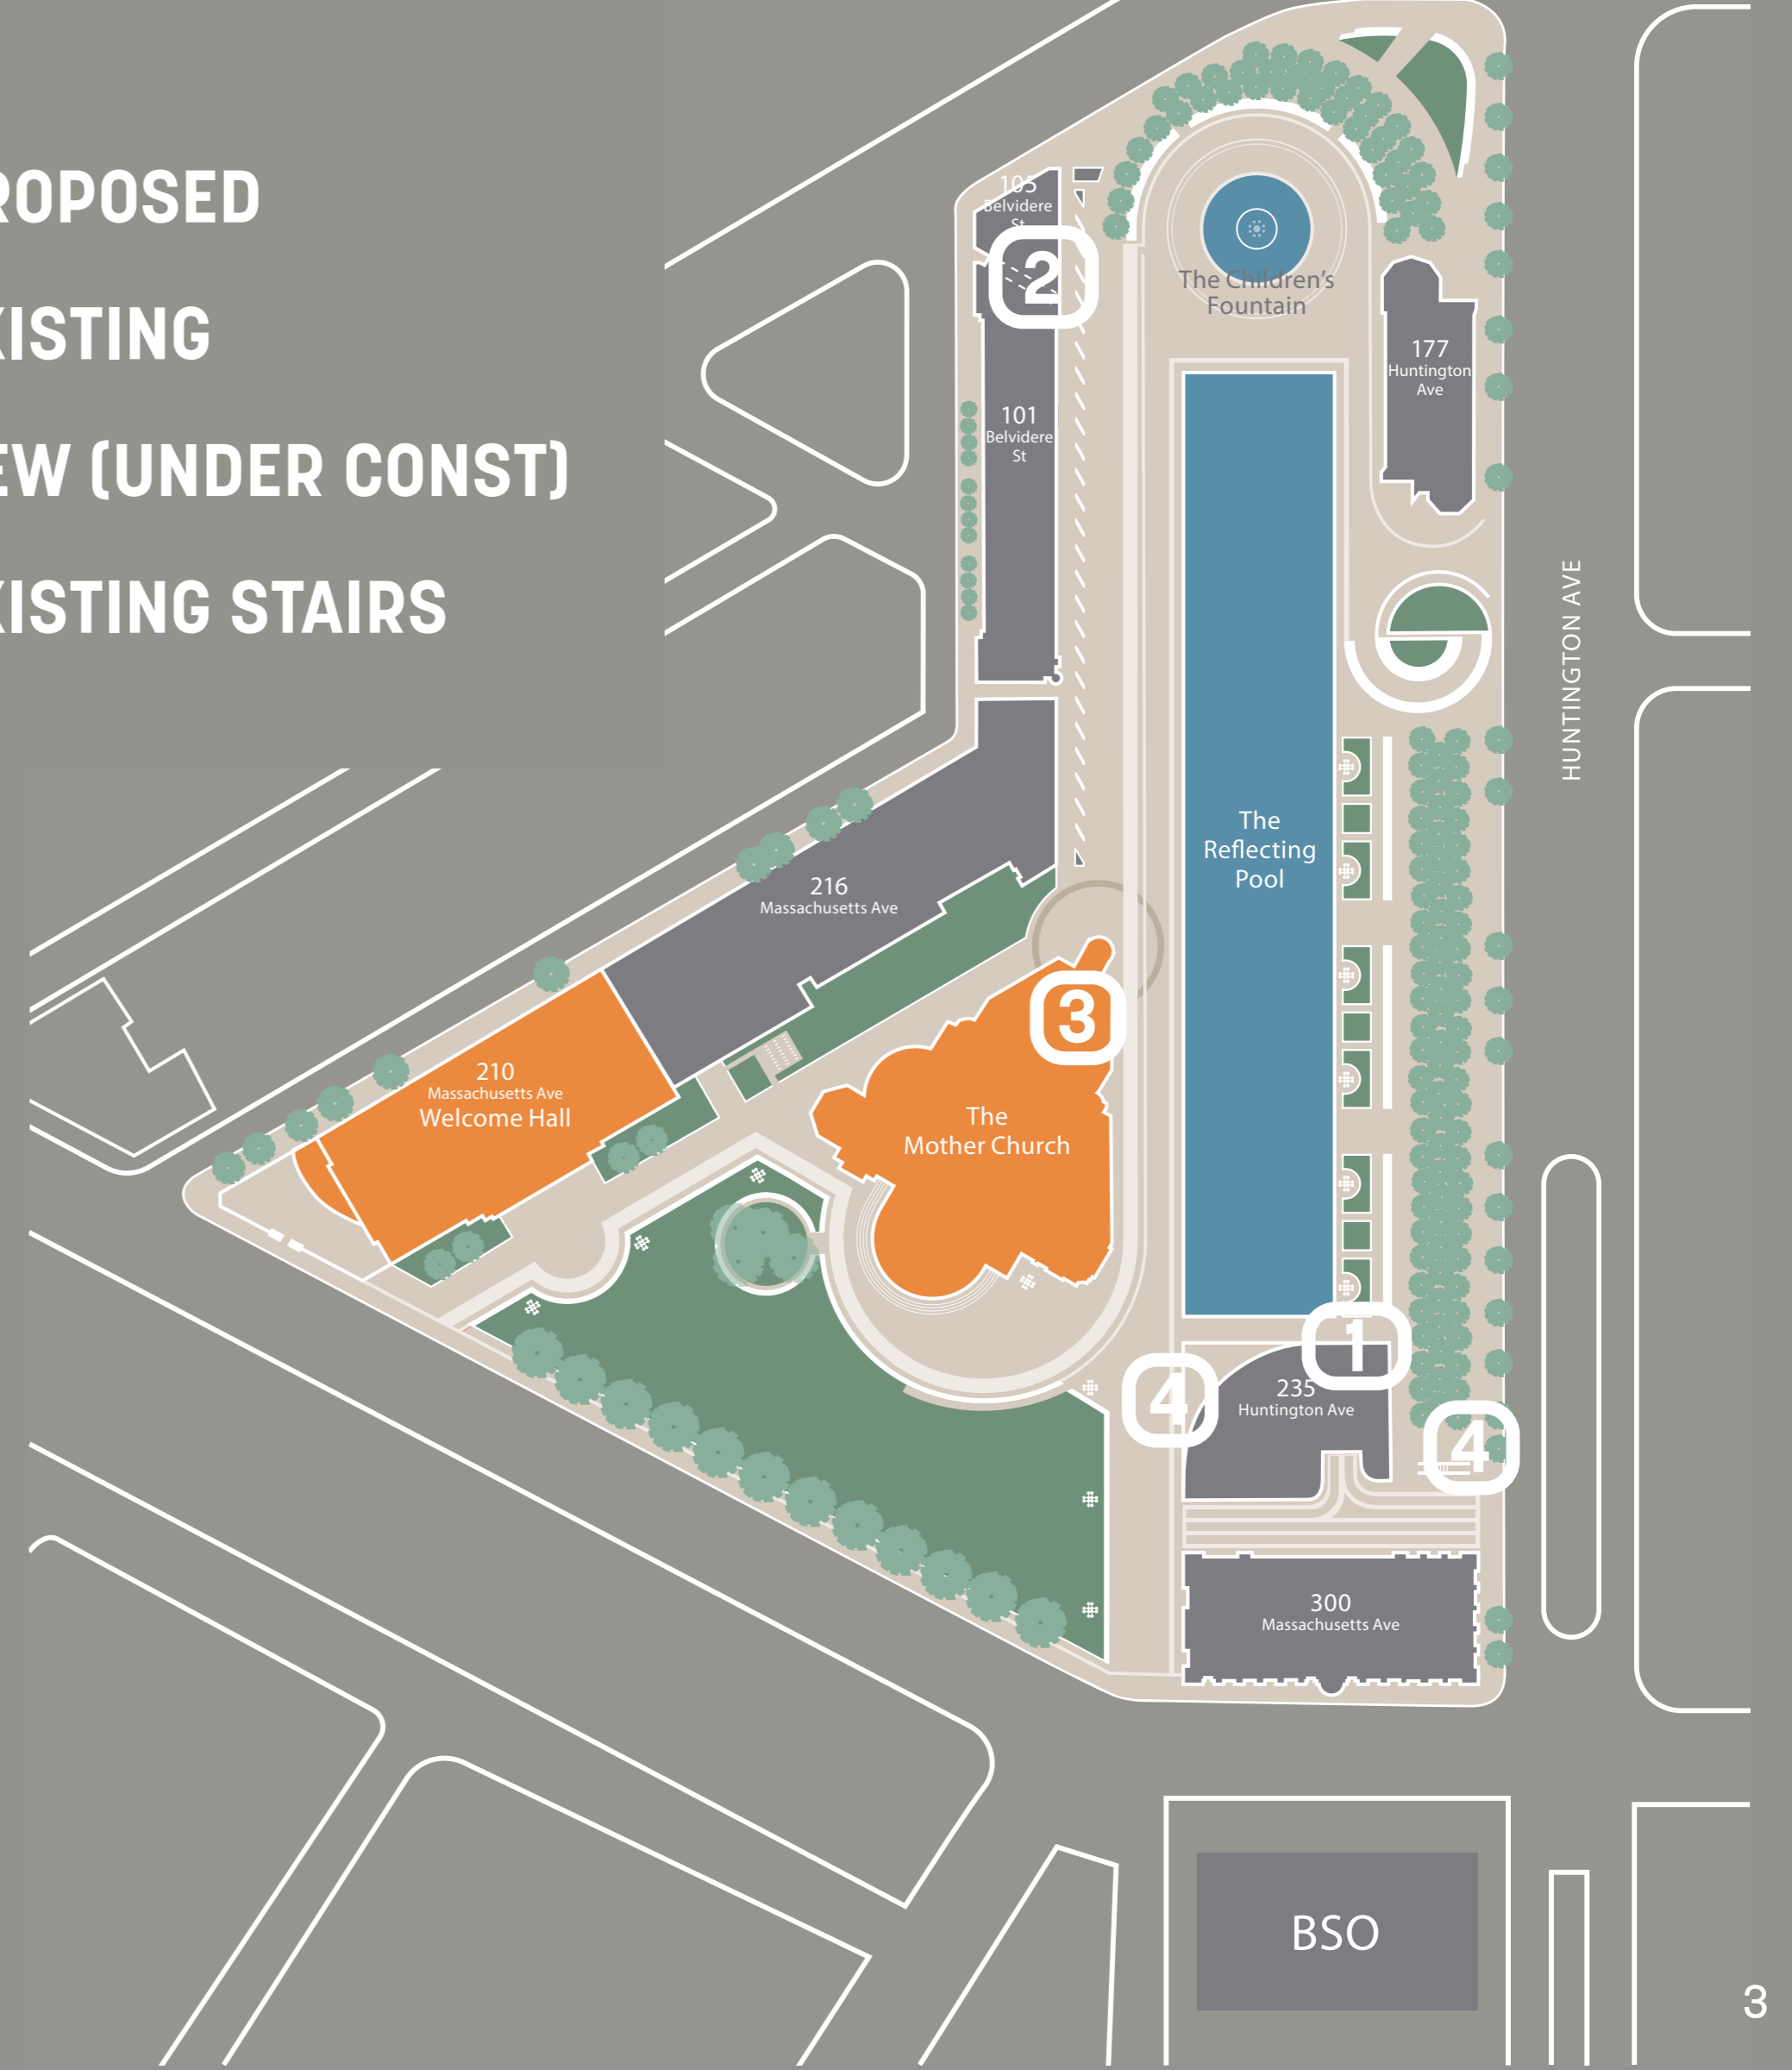 ROPOSED
XISTING
EW (UNDER CONST)
XISTING STAIRS
105
Belvidere
St
2
The Children's
Fountain
177
Huntington
Ave
101
Belvidere
St
HUNTINGTON AVE
The
Reflecting
Pool
216
Massachusetts Ave
3
210
Massachusetts Ave
Welcome Hall
The
Mother Church
1
4
235
Huntington Ave
4
300
Massachusetts Ave
BSO
3